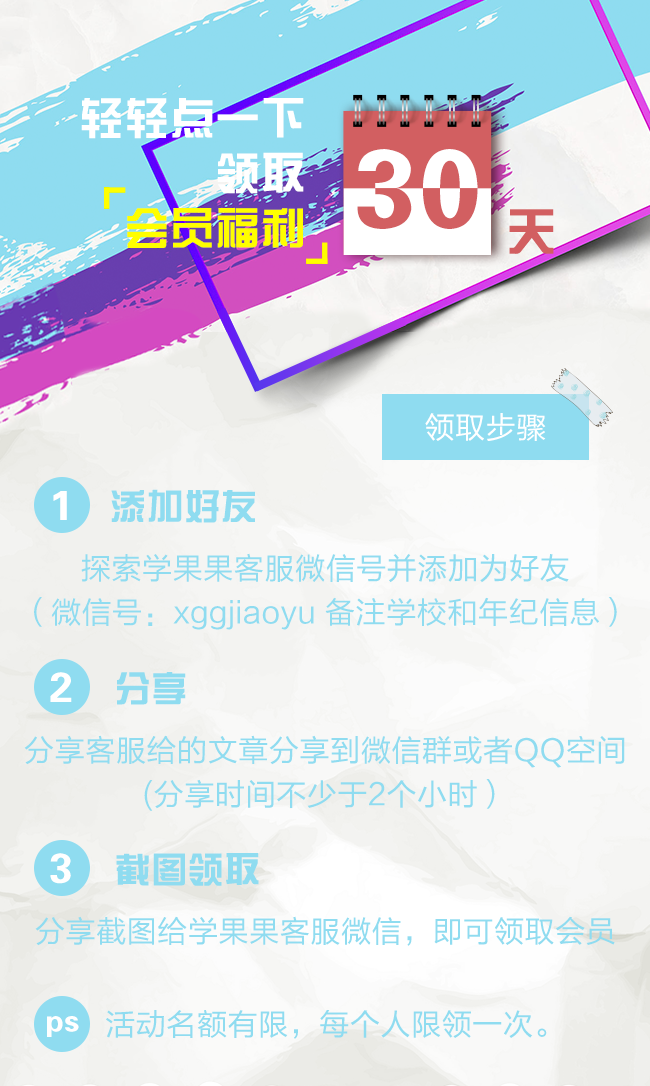 轻轻点一下
领取
「会员福利」
30
天
领取步骤
1 添加好友
探索学果果客服微信号并添加为好友
（微信号：xggjiaoyu 备注学校和年纪信息）
2 分享
分享客服给的文章分享到微信群或者QQ空间
(分享时间不少于2个小时）
3 截图领取
分享截图给学果果客服微信，即可领取会员
ps 活动名额有限，每个人限领一次。